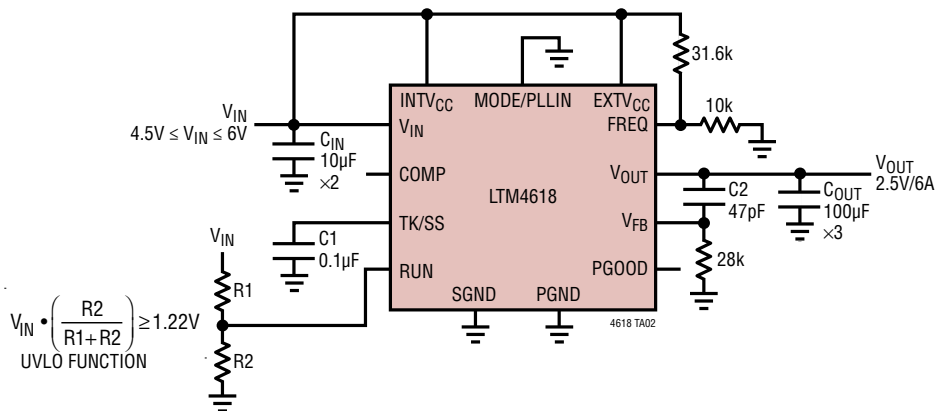 31.6k
INTVCC MODE/PLLIN EXTVCC
10k
VIN
4.5V ≤ VIN ≤ 6V
VIN
FREQ
CIN
10µF
×2
COMP
LTM4618
VOUT
VOUT
2.5V/6A
C2
47pF
COUT
100µF
×3
TK/SS
VFB
C1
0.1µF
VIN
RUN
PGOOD
28k
R1
SGND PGND
4618 TA02
VIN • (R2/R1+R2) ≥ 1.22V
UVLO FUNCTION
R2